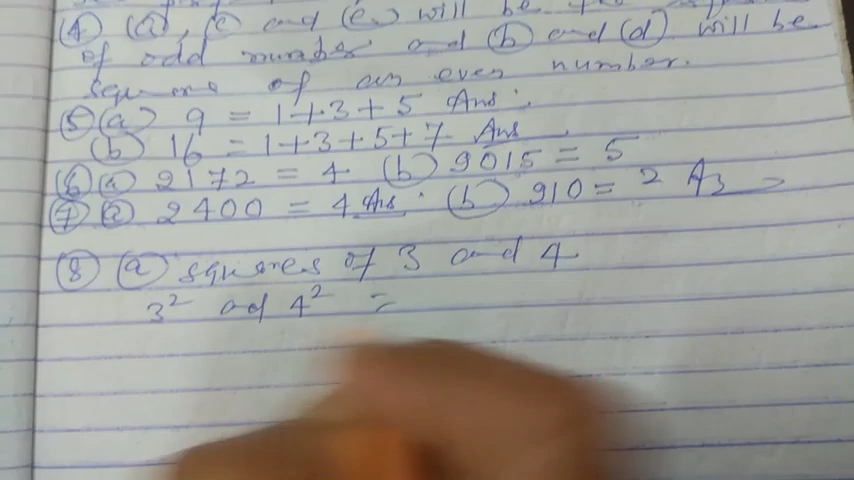 (4) (a), (c) and (e) will be
of odd number and (b) and (d) will be
square of an even number.
(5) (a) 9 = 1+3+5 Ans.
(b) 16 = 1+3+5+7 Ans
(6) (a) 2172 = 4 (b) 9015 = 5
(7) (a) 2400 = 4 Ans. (b) 910 = 2 Ans
(8) (a) squares of 3 and 4
3² ad 4² =